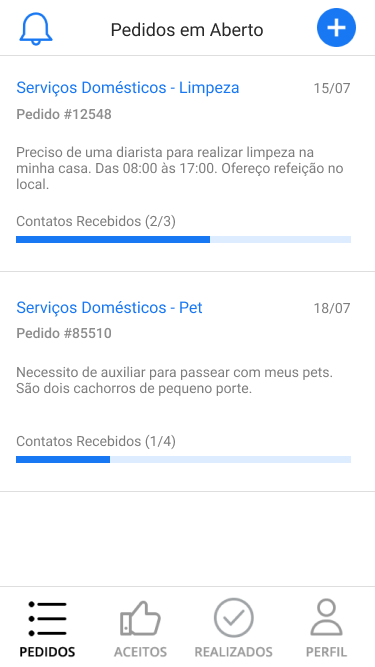 Pedidos em Aberto
Serviços Domésticos - Limpeza
15/07
Pedido #12548
Preciso de uma diarista para realizar limpeza na
minha casa. Das 08:00 às 17:00. Ofereço refeição no
local.
Contatos Recebidos (2/3)
Serviços Domésticos - Pet
18/07
Pedido #85510
Necessito de auxiliar para passear com meus pets.
São dois cachorros de pequeno porte.
Contatos Recebidos (1/4)
PEDIDOS
ACEITOS
REALIZADOS
PERFIL